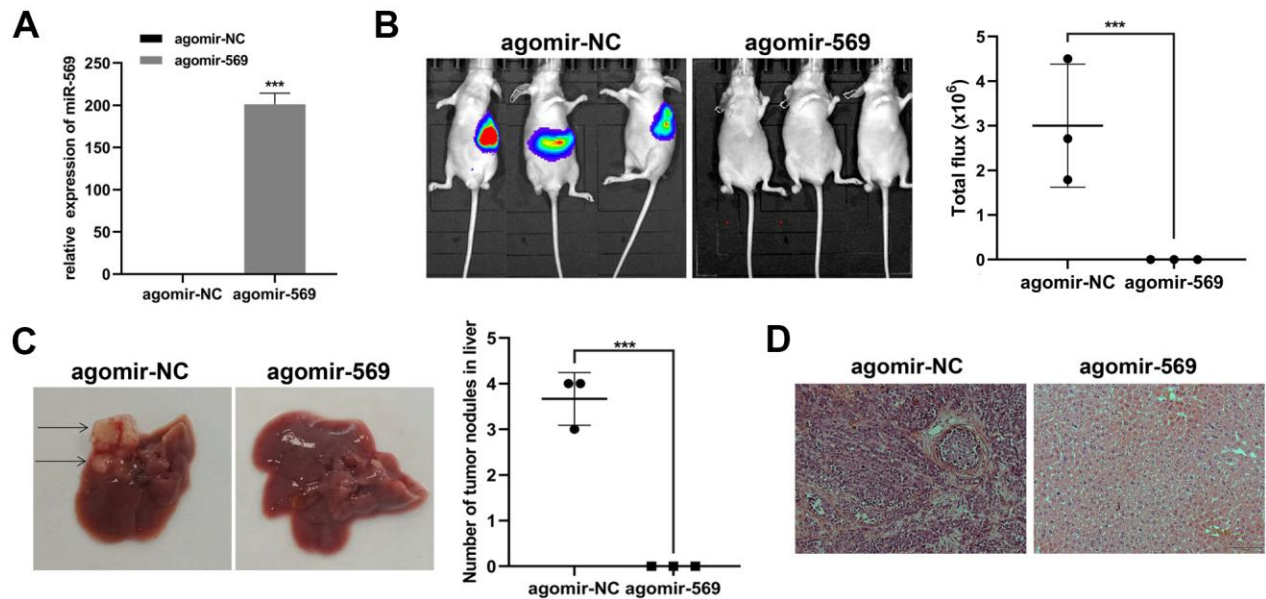 A
agomir-NC
agomir-569
relative expression of miR-569
250
200
150
100
50
0
***
agomir-NC agomir-569
B
agomir-NC agomir-569
Total flux (x10⁶)
5
4
3
2
1
0
***
agomir-NC agomir-569
C
agomir-NC agomir-569
Number of tumor nodules in liver
5
4
3
2
1
0
***
agomir-NC agomir-569
D
agomir-NC agomir-569